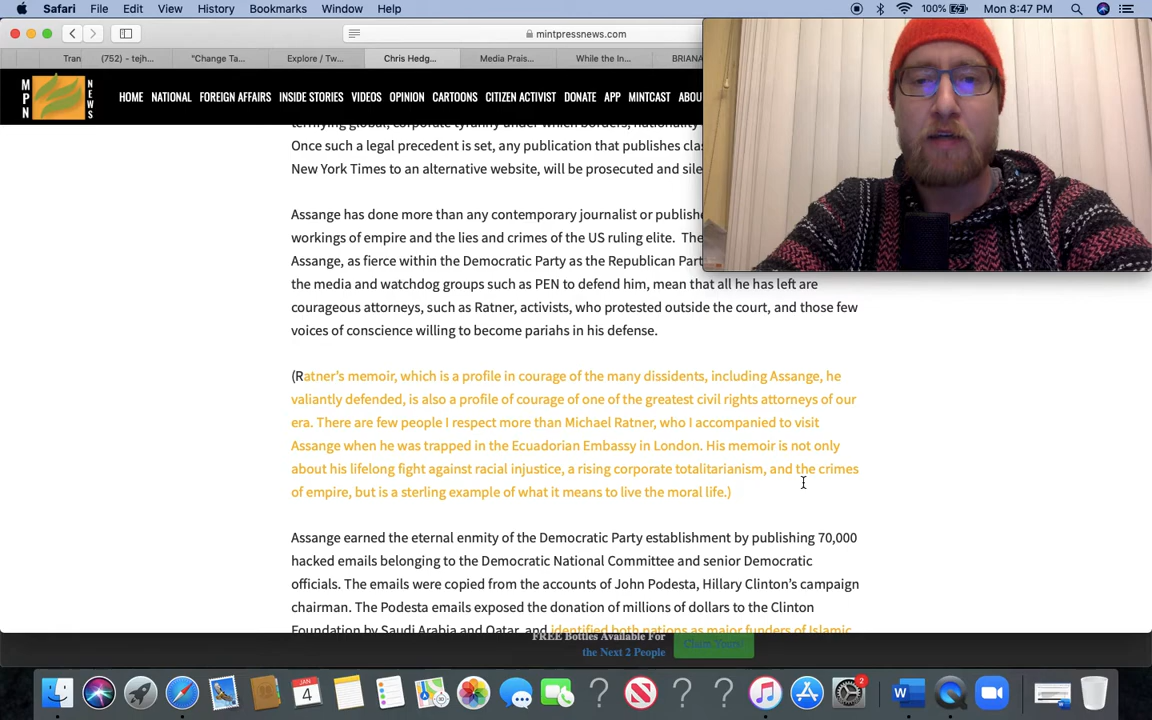 Safari File Edit View History Bookmarks Window Help 100% Mon 8:47 PM
mintpressnews.com
Tran (752) – tejh... "Change Ta... Explore / Tw... Chris Hedg... Media Prais... While the In... BRIANA
MPN NEWS HOME NATIONAL FOREIGN AFFAIRS INSIDE STORIES VIDEOS OPINION CARTOONS CITIZEN ACTIVIST DONATE APP MINTCAST ABOU
terrifying global, corporate tyranny under which borders, nationality
Once such a legal precedent is set, any publication that publishes clas
New York Times to an alternative website, will be prosecuted and sile
Assange has done more than any contemporary journalist or publishe
workings of empire and the lies and crimes of the US ruling elite. The
Assange, as fierce within the Democratic Party as the Republican Part
the media and watchdog groups such as PEN to defend him, mean that all he has left are
courageous attorneys, such as Ratner, activists, who protested outside the court, and those few
voices of conscience willing to become pariahs in his defense.
(Ratner's memoir, which is a profile in courage of the many dissidents, including Assange, he
valiantly defended, is also a profile of courage of one of the greatest civil rights attorneys of our
era. There are few people I respect more than Michael Ratner, who I accompanied to visit
Assange when he was trapped in the Ecuadorian Embassy in London. His memoir is not only
about his lifelong fight against racial injustice, a rising corporate totalitarianism, and the crimes
of empire, but is a sterling example of what it means to live the moral life.)
Assange earned the eternal enmity of the Democratic Party establishment by publishing 70,000
hacked emails belonging to the Democratic National Committee and senior Democratic
officials. The emails were copied from the accounts of John Podesta, Hillary Clinton's campaign
chairman. The Podesta emails exposed the donation of millions of dollars to the Clinton
Foundation by Saudi Arabia and Qatar, and identified both nations as major funders of Islamic
FREE Bottles Available For
the Next 2 People
Claim Yours
JAN
4
2